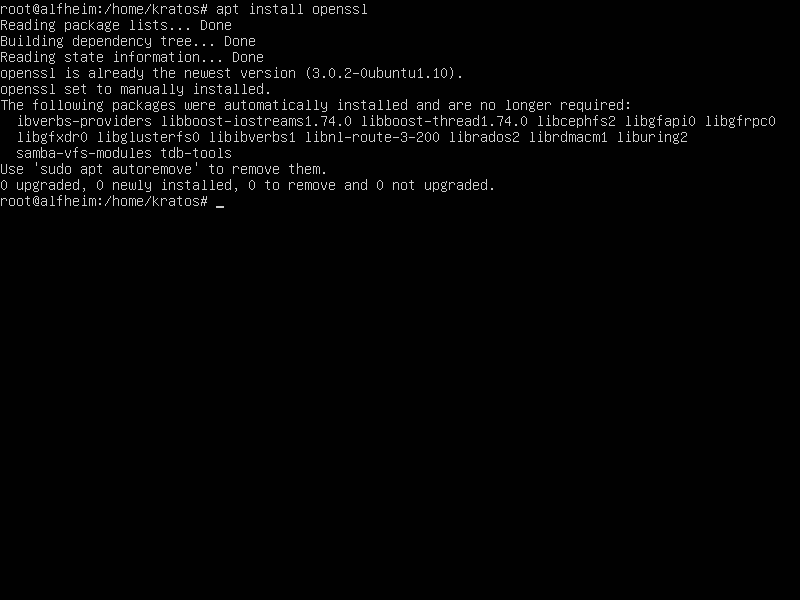 root@alfheim:/home/kratos# apt install openssl
Reading package lists... Done
Building dependency tree... Done
Reading state information... Done
openssl is already the newest version (3.0.2-0ubuntu1.10).
openssl set to manually installed.
The following packages were automatically installed and are no longer required:
  ibverbs-providers libboost-iostreams1.74.0 libboost-thread1.74.0 libcephfs2 libgfapi0 libgfrpc0
  libgfxdr0 libglusterfs0 libibverbs1 libnl-route-3-200 librados2 librdmacm1 liburing2
  samba-vfs-modules tdb-tools
Use 'sudo apt autoremove' to remove them.
0 upgraded, 0 newly installed, 0 to remove and 0 not upgraded.
root@alfheim:/home/kratos# _